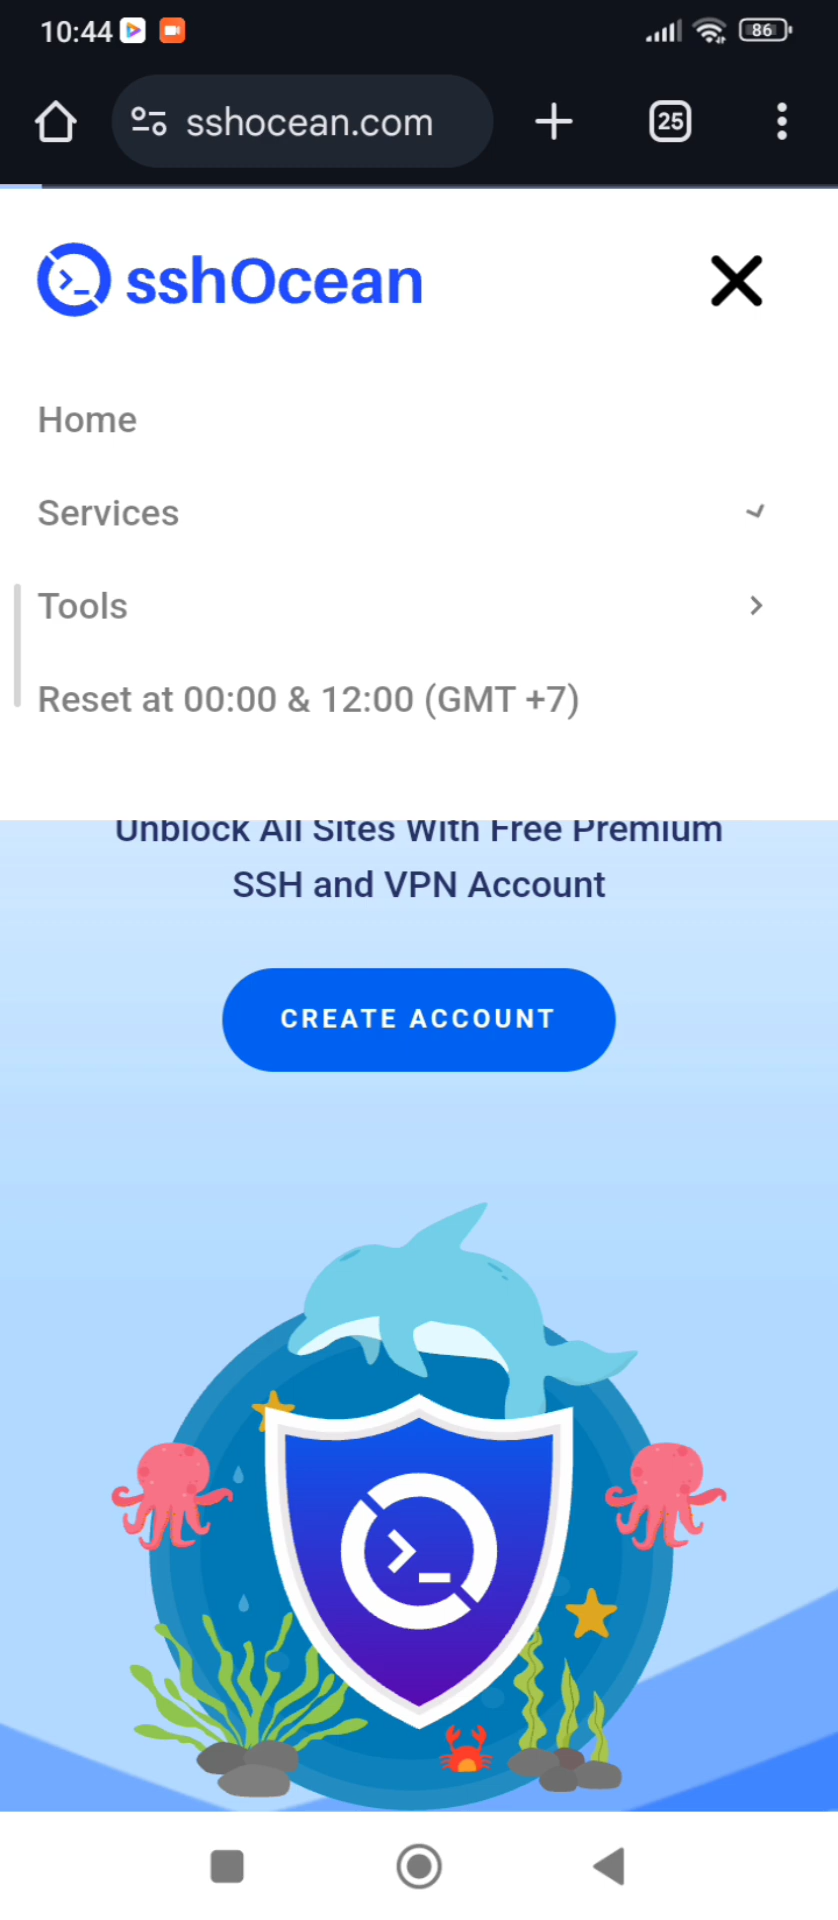 10:44
86
sshocean.com
25
sshOcean
Home
Services
Tools
Reset at 00:00 & 12:00 (GMT +7)
Unblock All Sites With Free Premium
SSH and VPN Account
CREATE ACCOUNT